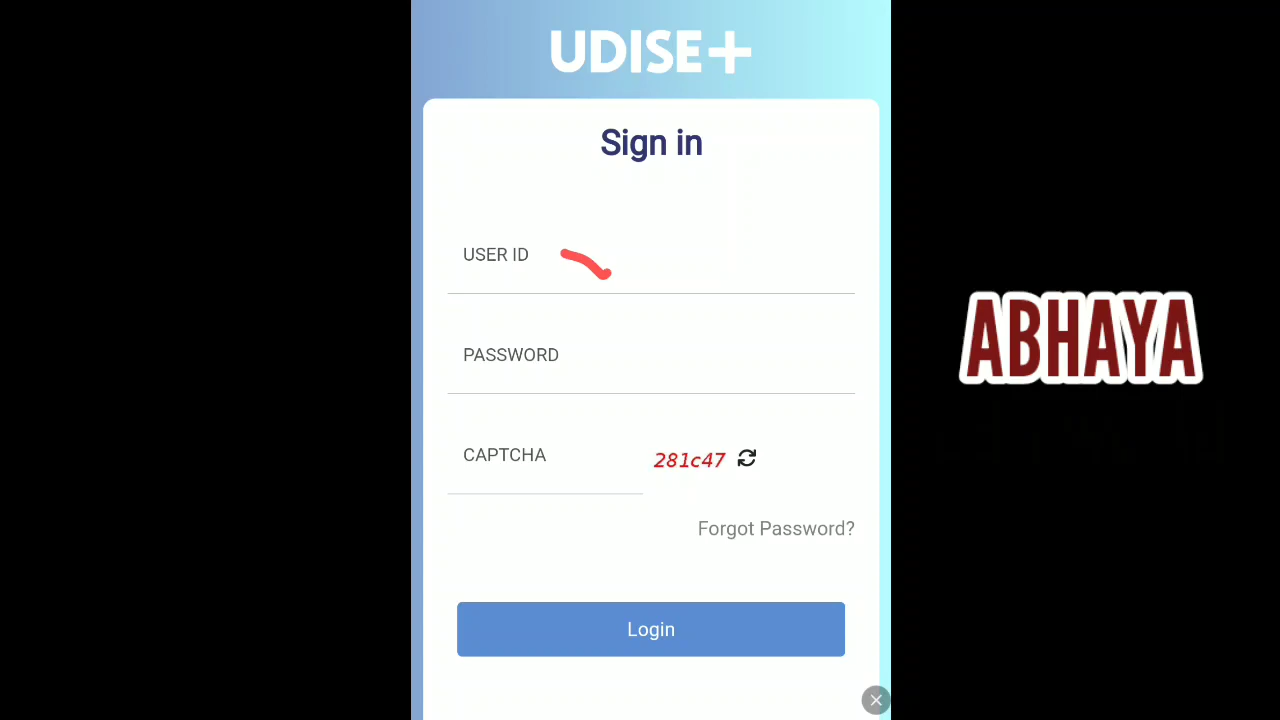 UDISE+
Sign in
USER ID
PASSWORD
CAPTCHA
281c47
Forgot Password?
Login
ABHAYA